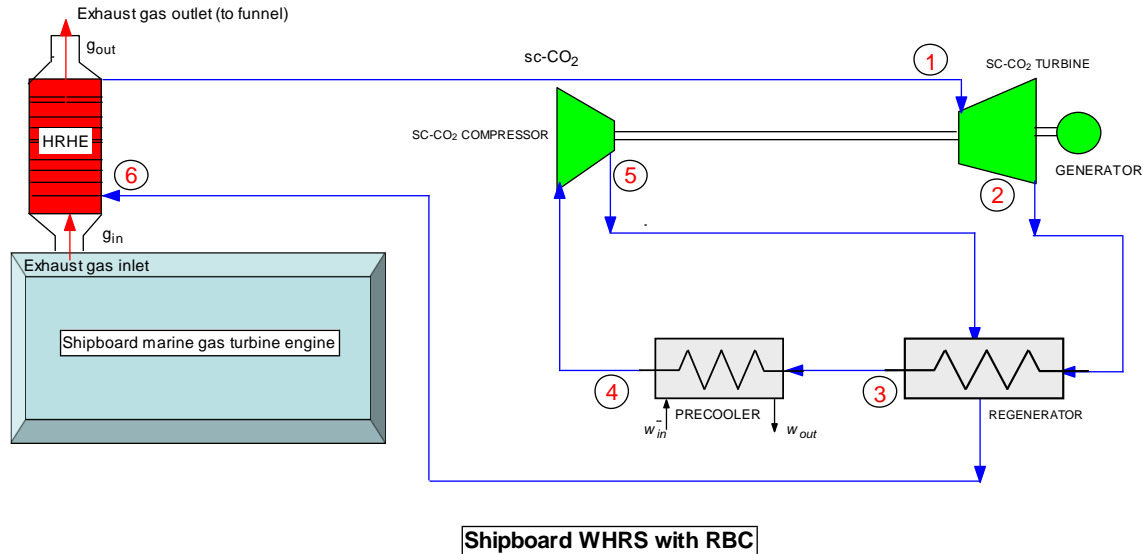 Exhaust gas outlet (to funnel)
gout
sc-CO2
1
SC-CO2 TURBINE
HRHE
SC-CO2 COMPRESSOR
6
5
2
GENERATOR
gin
Exhaust gas inlet
Shipboard marine gas turbine engine
4
PRECOOLER
3
REGENERATOR
win
wout
Shipboard WHRS with RBC